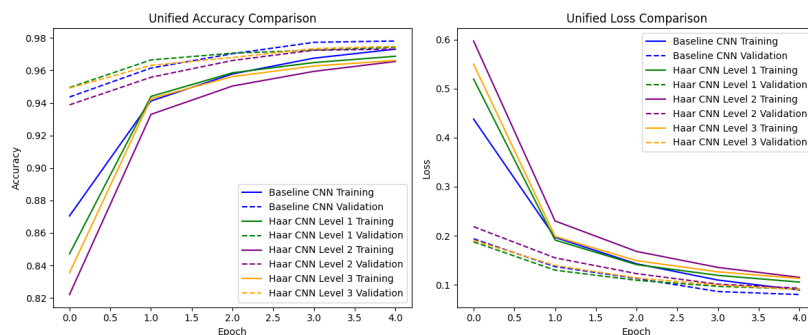 Unified Accuracy Comparison
0.98
0.96
0.94
0.92
0.90
0.88
0.86
0.84
0.82
Accuracy
Baseline CNN Training
Baseline CNN Validation
Haar CNN Level 1 Training
Haar CNN Level 1 Validation
Haar CNN Level 2 Training
Haar CNN Level 2 Validation
Haar CNN Level 3 Training
Haar CNN Level 3 Validation
0.0 0.5 1.0 1.5 2.0 2.5 3.0 3.5 4.0
Epoch
Unified Loss Comparison
0.6
0.5
0.4
0.3
0.2
0.1
Loss
Baseline CNN Training
Baseline CNN Validation
Haar CNN Level 1 Training
Haar CNN Level 1 Validation
Haar CNN Level 2 Training
Haar CNN Level 2 Validation
Haar CNN Level 3 Training
Haar CNN Level 3 Validation
0.0 0.5 1.0 1.5 2.0 2.5 3.0 3.5 4.0
Epoch